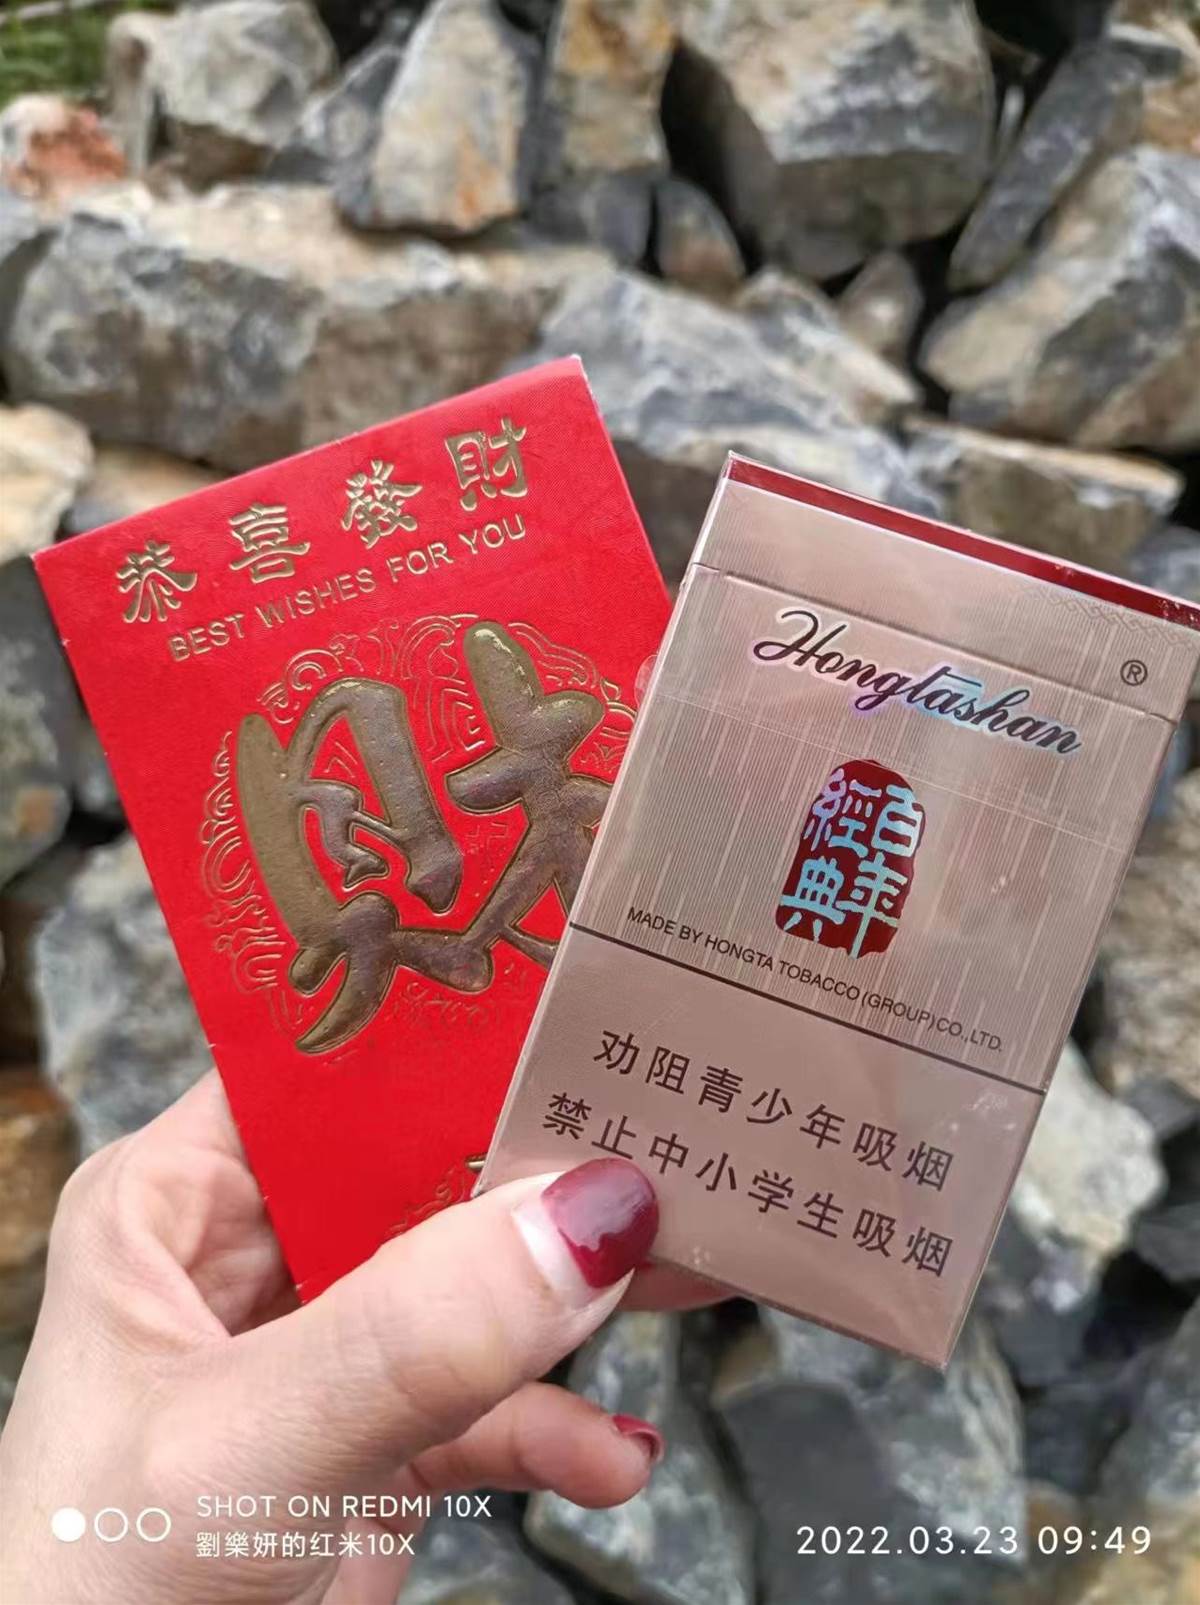 恭喜發財
BEST WISHES FOR YOU
財
Hongtashan®
百年
經典
MADE BY HONGTA TOBACCO (GROUP) CO., LTD.
劝阻青少年吸烟
禁止中小学生吸烟
SHOT ON REDMI 10X
劉樂妍的红米10X
2022.03.23 09:49